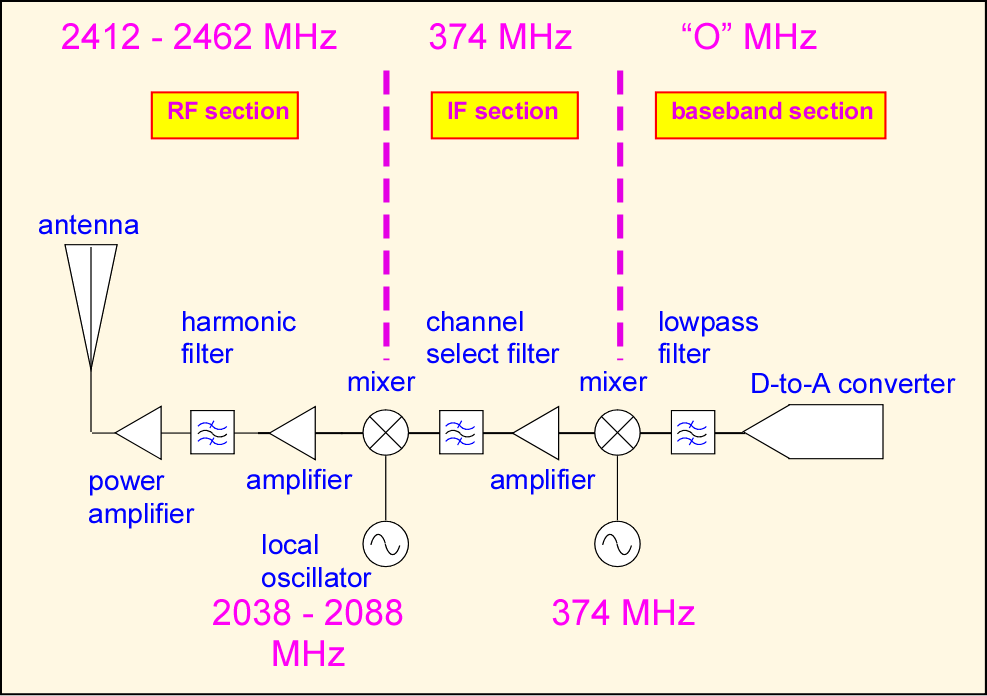 2412 - 2462 MHz
374 MHz
“O” MHz
RF section
IF section
baseband section
antenna
harmonic
filter
channel
select filter
lowpass
filter
mixer
mixer
D-to-A converter
power
amplifier
amplifier
amplifier
local
oscillator
2038 - 2088
MHz
374 MHz